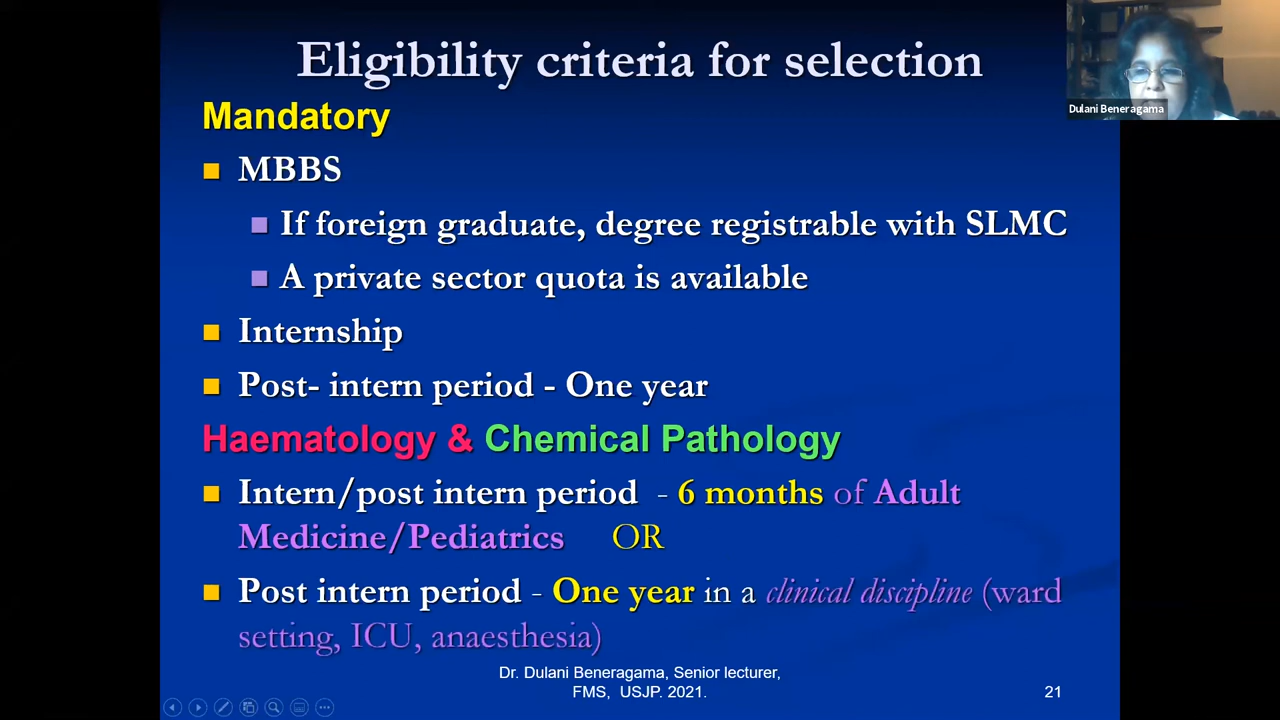 Eligibility criteria for selection
Dulani Beneragama
Mandatory
MBBS
If foreign graduate, degree registrable with SLMC
A private sector quota is available
Internship
Post- intern period - One year
Haematology & Chemical Pathology
Intern/post intern period - 6 months of Adult
Medicine/Pediatrics OR
Post intern period - One year in a clinical discipline (ward
setting, ICU, anaesthesia)
Dr. Dulani Beneragama, Senior lecturer,
FMS, USJP. 2021.
21